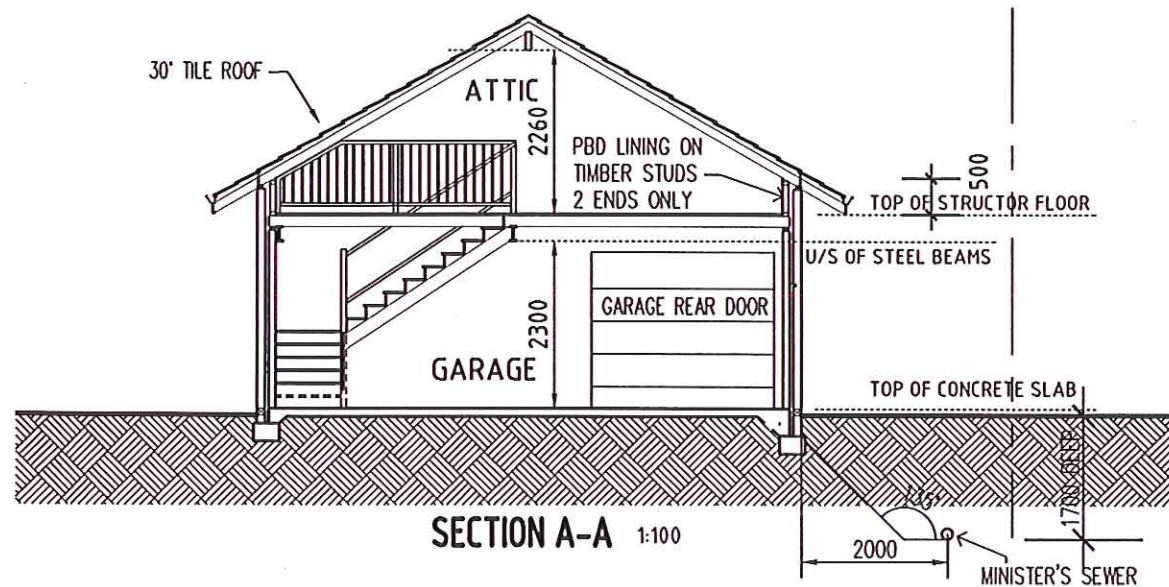 30° TILE ROOF
ATTIC
2260
PBD LINING ON
TIMBER STUDS
2 ENDS ONLY
500
TOP OF STRUCTOR FLOOR
U/S OF STEEL BEAMS
2300
GARAGE REAR DOOR
GARAGE
TOP OF CONCRETE SLAB
1700 DEEP
135°
SECTION A-A 1:100
2000
MINISTER'S SEWER